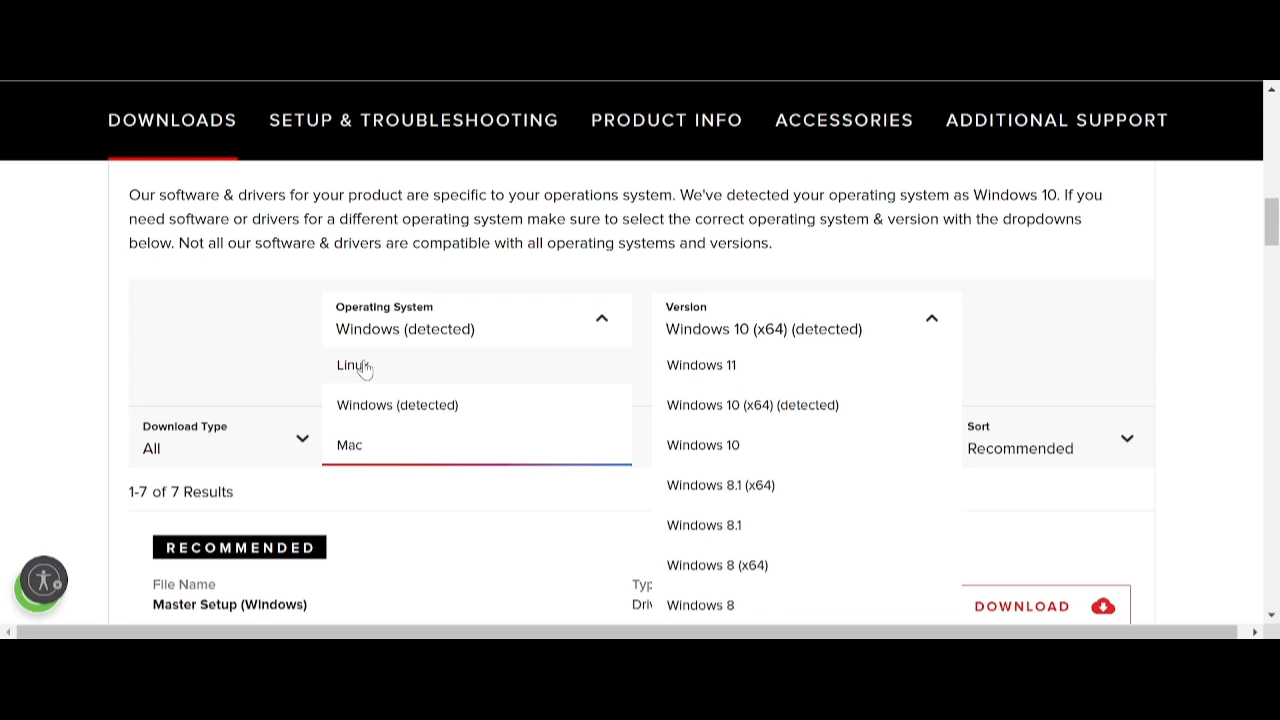 DOWNLOADS SETUP & TROUBLESHOOTING PRODUCT INFO ACCESSORIES ADDITIONAL SUPPORT
Our software & drivers for your product are specific to your operations system. We've detected your operating system as Windows 10. If you
need software or drivers for a different operating system make sure to select the correct operating system & version with the dropdowns
below. Not all our software & drivers are compatible with all operating systems and versions.
Operating System
Windows (detected)
Linux
Windows (detected)
Mac
Version
Windows 10 (x64) (detected)
Windows 11
Windows 10 (x64) (detected)
Windows 10
Windows 8.1 (x64)
Windows 8.1
Windows 8 (x64)
Windows 8
Download Type
All
Sort
Recommended
1-7 of 7 Results
RECOMMENDED
File Name
Master Setup (Windows)
Typ
Driv
DOWNLOAD